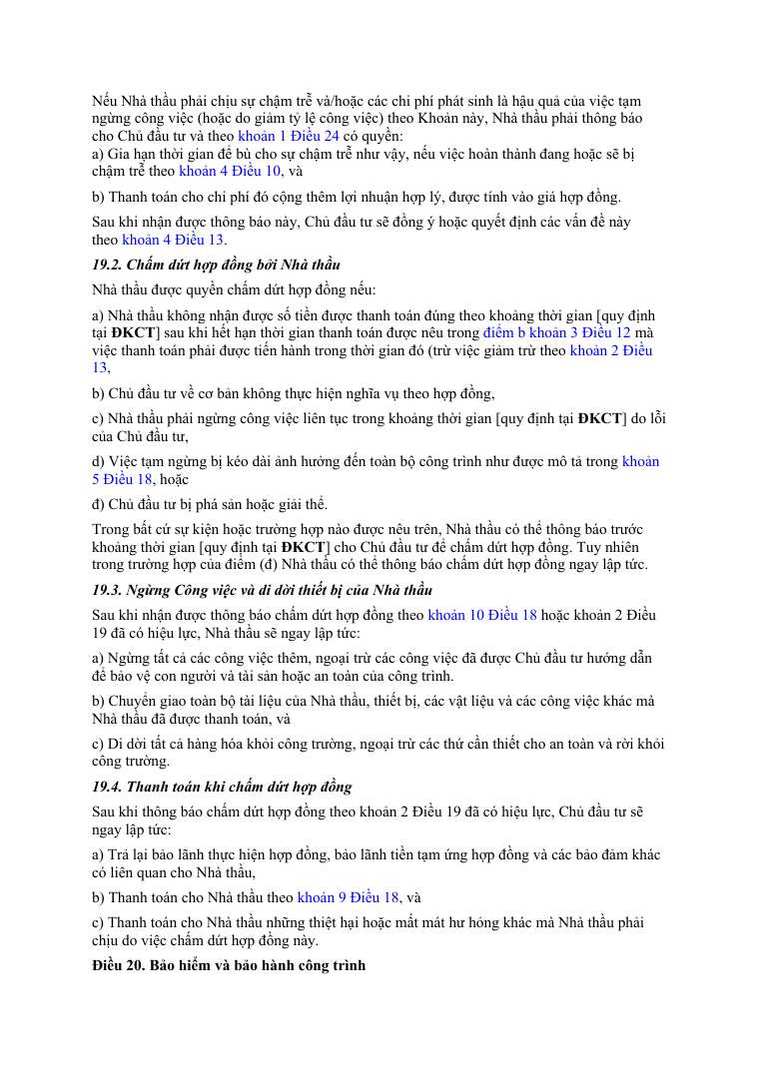 Nếu Nhà thầu phải chịu sự chậm trễ và/hoặc các chi phí phát sinh là hậu quả của việc tạm
ngừng công việc (hoặc do giảm tỷ lệ công việc) theo Khoản này, Nhà thầu phải thông báo
cho Chủ đầu tư và theo khoản 1 Điều 24 có quyền:
a) Gia hạn thời gian để bù cho sự chậm trễ như vậy, nếu việc hoàn thành đang hoặc sẽ bị
chậm trễ theo khoản 4 Điều 10, và
b) Thanh toán cho chi phí đó cộng thêm lợi nhuận hợp lý, được tính vào giá hợp đồng.
Sau khi nhận được thông báo này, Chủ đầu tư sẽ đồng ý hoặc quyết định các vấn đề này
theo khoản 4 Điều 13.
19.2. Chấm dứt hợp đồng bởi Nhà thầu
Nhà thầu được quyền chấm dứt hợp đồng nếu:
a) Nhà thầu không nhận được số tiền được thanh toán đúng theo khoảng thời gian [quy định
tại ĐKCT] sau khi hết hạn thời gian thanh toán được nêu trong điểm b khoản 3 Điều 12 mà
việc thanh toán phải được tiến hành trong thời gian đó (trừ việc giảm trừ theo khoản 2 Điều
13,
b) Chủ đầu tư về cơ bản không thực hiện nghĩa vụ theo hợp đồng,
c) Nhà thầu phải ngừng công việc liên tục trong khoảng thời gian [quy định tại ĐKCT] do lỗi
của Chủ đầu tư,
d) Việc tạm ngừng bị kéo dài ảnh hưởng đến toàn bộ công trình như được mô tả trong khoản
5 Điều 18, hoặc
đ) Chủ đầu tư bị phá sản hoặc giải thể.
Trong bất cứ sự kiện hoặc trường hợp nào được nêu trên, Nhà thầu có thể thông báo trước
khoảng thời gian [quy định tại ĐKCT] cho Chủ đầu tư để chấm dứt hợp đồng. Tuy nhiên
trong trường hợp của điểm (đ) Nhà thầu có thể thông báo chấm dứt hợp đồng ngay lập tức.
19.3. Ngừng Công việc và di dời thiết bị của Nhà thầu
Sau khi nhận được thông báo chấm dứt hợp đồng theo khoản 10 Điều 18 hoặc khoản 2 Điều
19 đã có hiệu lực, Nhà thầu sẽ ngay lập tức:
a) Ngừng tất cả các công việc thêm, ngoại trừ các công việc đã được Chủ đầu tư hướng dẫn
để bảo vệ con người và tài sản hoặc an toàn của công trình.
b) Chuyển giao toàn bộ tài liệu của Nhà thầu, thiết bị, các vật liệu và các công việc khác mà
Nhà thầu đã được thanh toán, và
c) Di dời tất cả hàng hóa khỏi công trường, ngoại trừ các thứ cần thiết cho an toàn và rời khỏi
công trường.
19.4. Thanh toán khi chấm dứt hợp đồng
Sau khi thông báo chấm dứt hợp đồng theo khoản 2 Điều 19 đã có hiệu lực, Chủ đầu tư sẽ
ngay lập tức:
a) Trả lại bảo lãnh thực hiện hợp đồng, bảo lãnh tiền tạm ứng hợp đồng và các bảo đảm khác
có liên quan cho Nhà thầu,
b) Thanh toán cho Nhà thầu theo khoản 9 Điều 18, và
c) Thanh toán cho Nhà thầu những thiệt hại hoặc mất mát hư hỏng khác mà Nhà thầu phải
chịu do việc chấm dứt hợp đồng này.
Điều 20. Bảo hiểm và bảo hành công trình